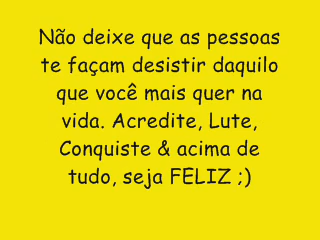 Não deixe que as pessoas
te façam desistir daquilo
que você mais quer na
vida. Acredite, Lute,
Conquiste & acima de
tudo, seja FELIZ ;)